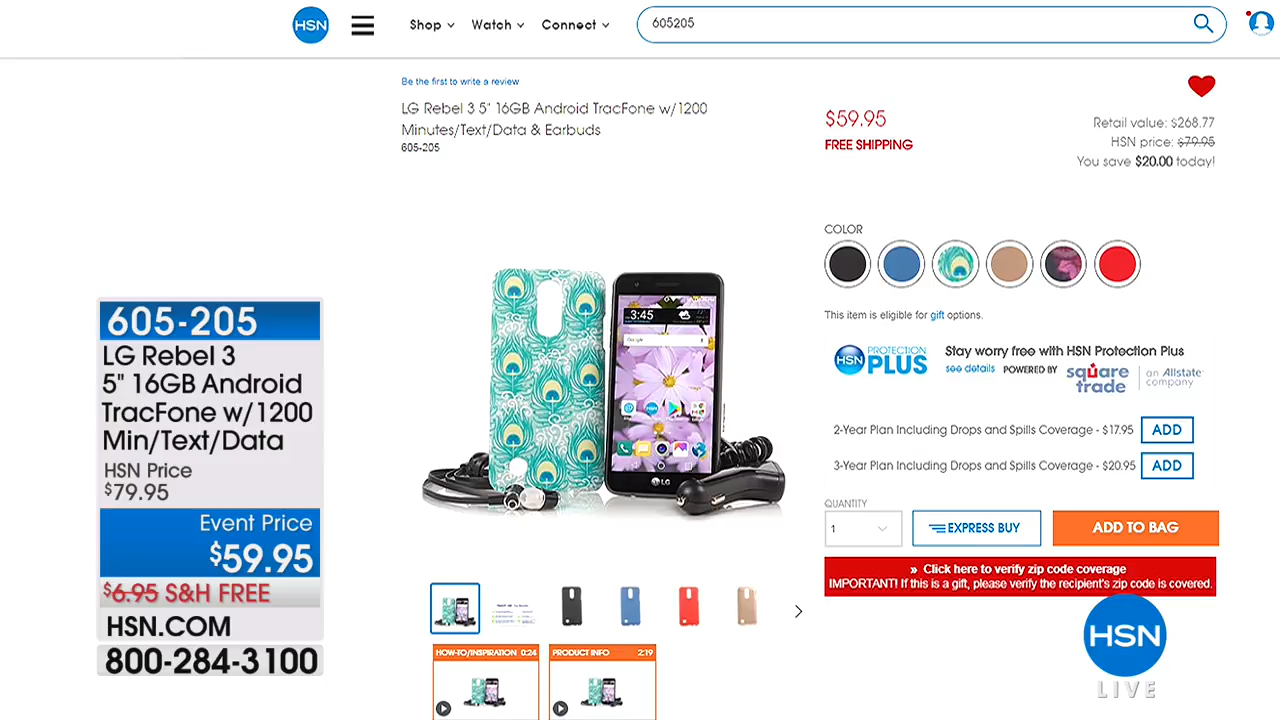 HSN
Shop
Watch
Connect
605205
Be the first to write a review
LG Rebel 3 5" 16GB Android TracFone w/1200
Minutes/Text/Data & Earbuds
605-205
$59.95
FREE SHIPPING
Retail value: $268.77
HSN price: $79.95
You save $20.00 today!
COLOR
This item is eligible for gift options.
HSN PROTECTION PLUS
Stay worry free with HSN Protection Plus
see details POWERED BY square trade an Allstate company
2-Year Plan Including Drops and Spills Coverage - $17.95 ADD
3-Year Plan Including Drops and Spills Coverage - $20.95 ADD
QUANTITY
1
EXPRESS BUY
ADD TO BAG
» Click here to verify zip code coverage
IMPORTANT! If this is a gift, please verify the recipient's zip code is covered.
3:45
Google
LG
HOW-TO/INSPIRATION 0:24
PRODUCT INFO 2:19
605-205
LG Rebel 3
5" 16GB Android
TracFone w/1200
Min/Text/Data
HSN Price
$79.95
Event Price
$59.95
$6.95 S&H FREE
HSN.COM
800-284-3100
HSN
LIVE